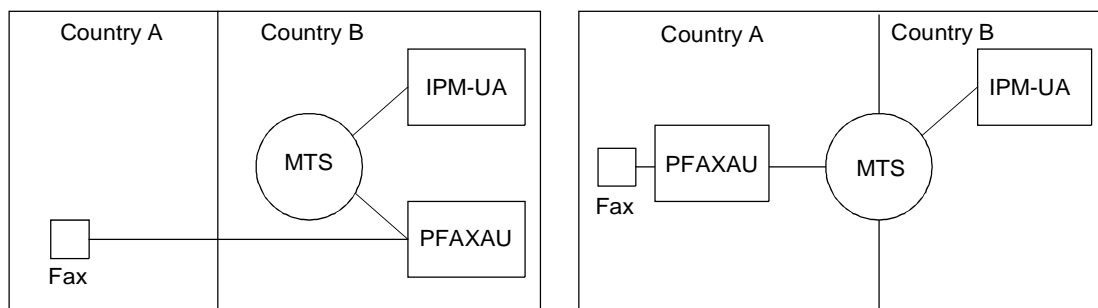 Country A
Country B
IPM-UA
MTS
PFAXAU
Fax
Country A
Country B
IPM-UA
PFAXAU
MTS
Fax